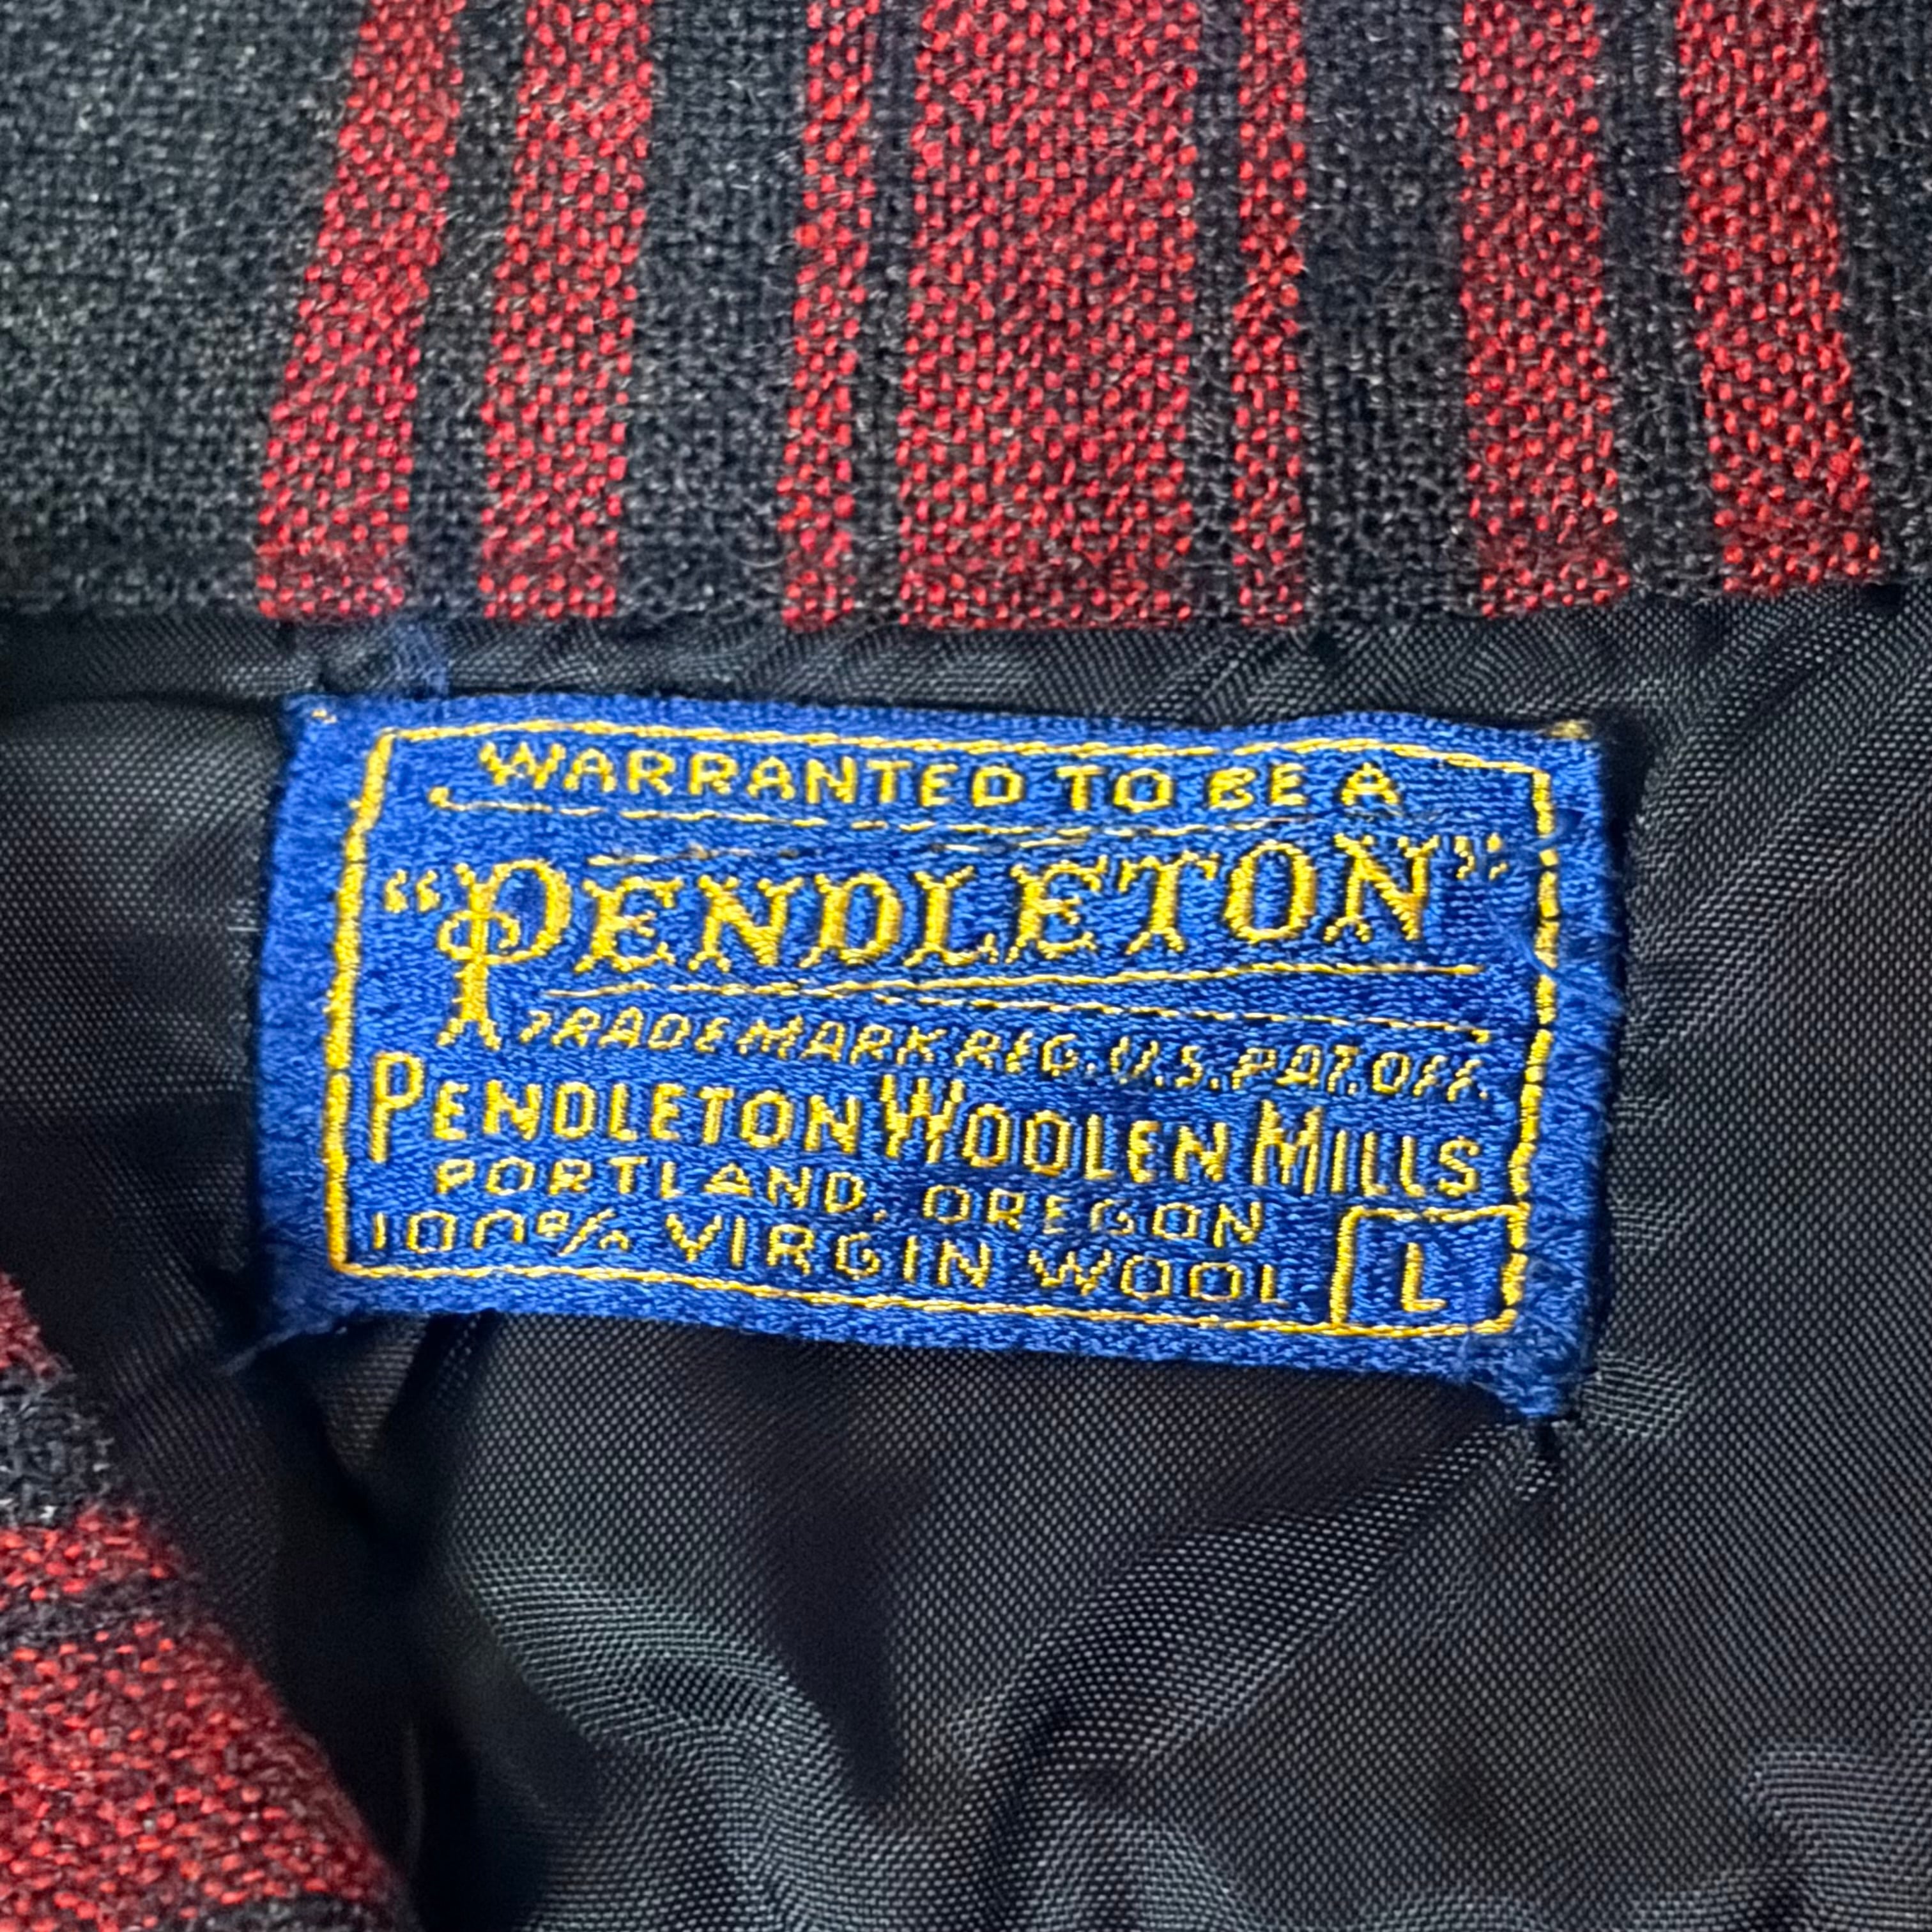 WARRANTED TO BE A
"PENDLETON"
TRADE MARK REG. U.S. PAT. OFF.
PENDLETON WOOLEN MILLS
PORTLAND, OREGON
100% VIRGIN WOOL L